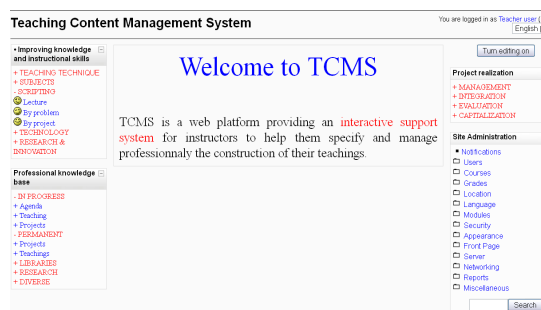 Teaching Content Management System
You are logged in as Teacher user (
English (
• Improving knowledge
and instructional skills
+ TEACHING TECHNIQUE
+ SUBJECTS
- SCRIPTING
Lecture
By problem
By project
+ TECHNOLOGY
+ RESEARCH &
INNOVATION
Professional knowledge
base
- IN PROGRESS
+ Agenda
+ Teaching
+ Projects
- PERMANENT
+ Projects
+ Teachings
+ LIBRARIES
+ RESEARCH
+ DIVERSE
Welcome to TCMS
TCMS is a web platform providing an interactive support
system for instructors to help them specify and manage
professionnaly the construction of their teachings.
Turn editing on
Project realization
+ MANAGEMENT
+ INTEGRATION
+ EVALUATION
+ CAPITALIZATION
Site Administration
Notifications
Users
Courses
Grades
Location
Language
Modules
Security
Appearance
Front Page
Server
Networking
Reports
Miscellaneous
Search